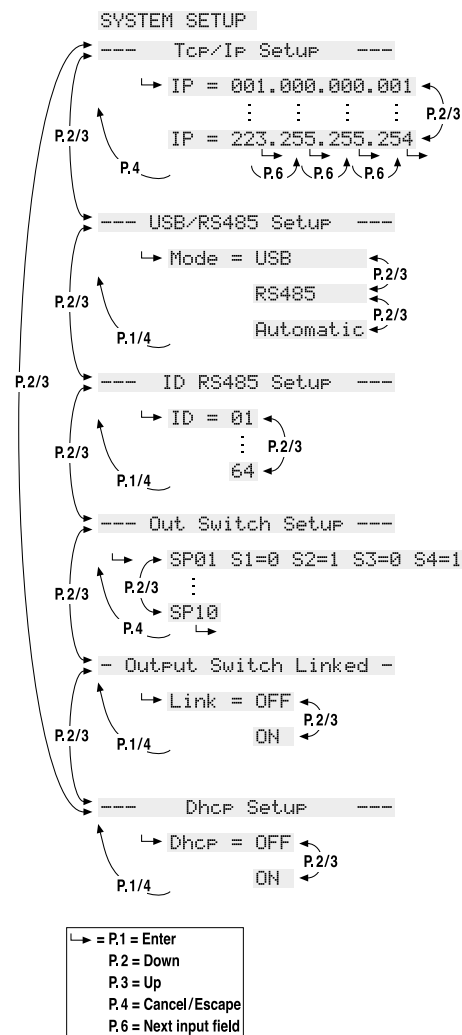 SYSTEM SETUP
--- Tcp/Ip Setup ---
IP = 001.000.000.001
P.2/3
P.2/3
IP = 223.255.255.254
P.4
P.6 P.6 P.6
--- USB/RS485 Setup ---
Mode = USB
P.2/3
RS485
P.2/3
P.2/3
Automatic
P.1/4
P.2/3
--- ID RS485 Setup ---
ID = 01
P.2/3
P.2/3
64
P.1/4
--- Out Switch Setup ---
SP01 S1=0 S2=1 S3=0 S4=1
P.2/3
P.2/3
SP10
P.4
- Output Switch Linked -
Link = OFF
P.2/3
P.2/3
ON
P.1/4
--- Dhcp Setup ---
Dhcp = OFF
P.2/3
ON
P.1/4
= P.1 = Enter
P.2 = Down
P.3 = Up
P.4 = Cancel/Escape
P.6 = Next input field